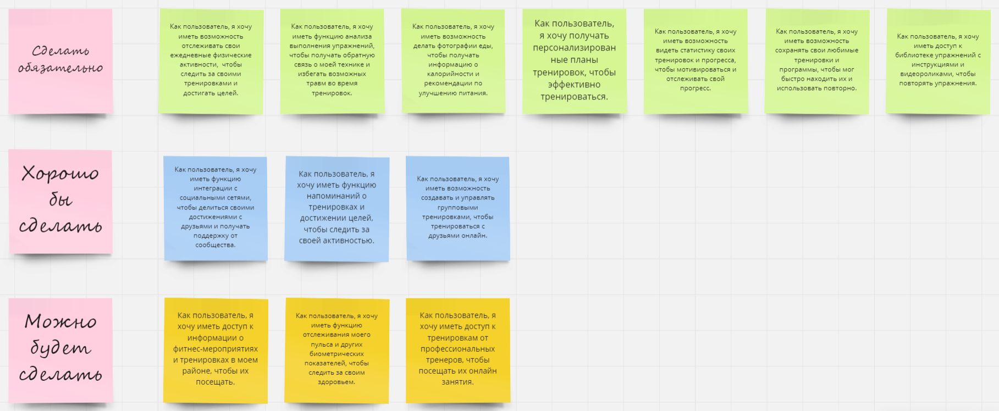 Сделать
обязательно
Как пользователь, я хочу
иметь возможность
отслеживать свои
ежедневные физические
активности, чтобы
следить за своими
тренировками и
достигать целей.
Как пользователь, я хочу
иметь функцию анализа
выполнения упражнений,
чтобы получать обратную
связь о моей технике и
избегать возможных
травм во время
тренировок.
Как пользователь, я хочу
иметь возможность
делать фотографии еды,
чтобы получать
информацию о
калорийности и
рекомендации по
улучшению питания.
Как пользователь,
я хочу получать
персонализирован
ные планы
тренировок, чтобы
эффективно
тренироваться.
Как пользователь, я хочу
иметь возможность
видеть статистику своих
тренировок и прогресса,
чтобы мотивироваться и
отслеживать свой
прогресс.
Как пользователь, я хочу
иметь возможность
сохранять свои любимые
тренировки и
программы, чтобы мог
быстро находить их и
использовать повторно.
Как пользователь, я хочу
иметь доступ к
библиотеке упражнений с
инструкциями и
видеороликами, чтобы
повторять упражнения.
Хорошо
бы
сделать
Как пользователь, я хочу
иметь функцию
интеграции с
социальными сетями,
чтобы делиться своими
достижениями с
друзьями и получать
поддержку от
сообщества.
Как пользователь, я
хочу иметь функцию
напоминаний о
тренировках и
достижении целей,
чтобы следить за
своей активностью.
Как пользователь, я хочу
иметь возможность
создавать и управлять
групповыми
тренировками, чтобы
тренироваться с
друзьями онлайн.
Можно
будет
сделать
Как пользователь, я
хочу иметь доступ к
информации о
фитнес-мероприятиях
и тренировках в моем
районе, чтобы их
посещать.
Как пользователь, я хочу
иметь функцию
отслеживания моего
пульса и других
биометрических
показателей, чтобы
следить за своим
здоровьем.
Как пользователь, я
хочу иметь доступ к
тренировкам от
профессиональных
тренеров, чтобы
посещать их онлайн
занятия.